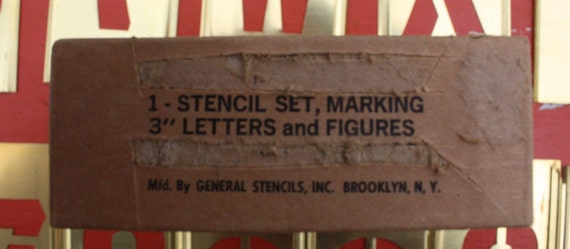 1 - STENCIL SET, MARKING
3" LETTERS and FIGURES
Mfd. By GENERAL STENCILS, INC. BROOKLYN, N. Y.